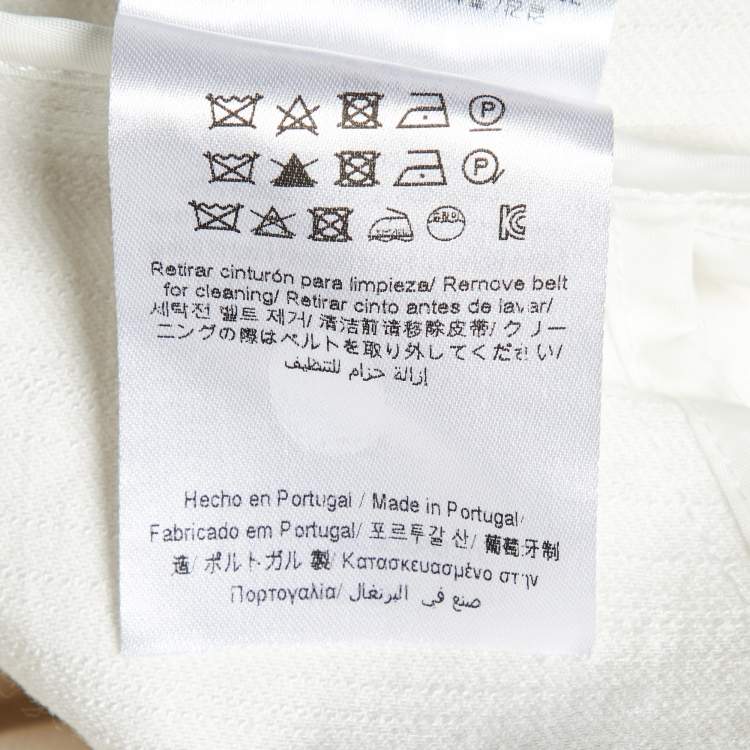 P
P
Retirar cinturón para limpieza/ Remove belt
for cleaning/ Retirar cinto antes de lavar/
세탁전 벨트 제거/ 清洁前请移除皮带/ クリー
ニングの際はベルトを取り外してください/
إزالة حزام للتنظيف
Hecho en Portugal / Made in Portugal/
Fabricado em Portugal/ 포르투갈 산/ 葡萄牙制
造/ ポルトガル 製/ Κατασκευασμένο στην
Πορτογαλία/ صنع في البرتغال/